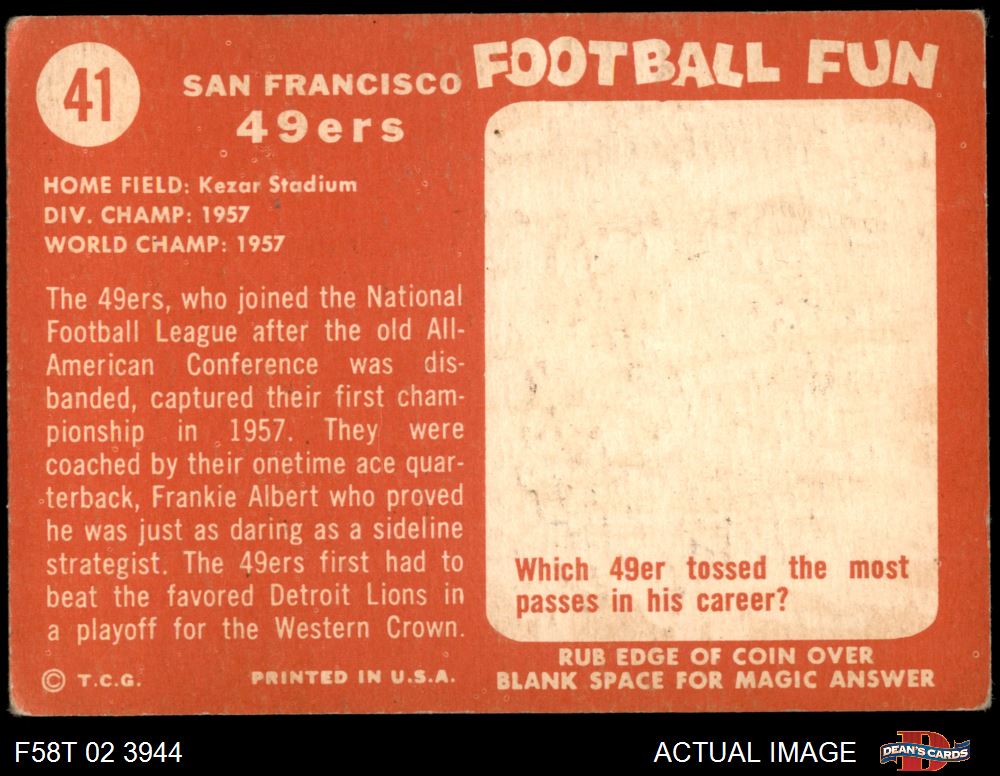 41
SAN FRANCISCO
49ers
HOME FIELD: Kezar Stadium
DIV. CHAMP: 1957
WORLD CHAMP: 1957
The 49ers, who joined the National
Football League after the old All-
American Conference was dis-
banded, captured their first cham-
pionship in 1957. They were
coached by their onetime ace quar-
terback, Frankie Albert who proved
he was just as daring as a sideline
strategist. The 49ers first had to
beat the favored Detroit Lions in
a playoff for the Western Crown.
© T.C.G.
PRINTED IN U.S.A.
FOOTBALL FUN
Which 49er tossed the most
passes in his career?
RUB EDGE OF COIN OVER
BLANK SPACE FOR MAGIC ANSWER
F58T 02 3944
ACTUAL IMAGE
D
DEAN'S CARDS